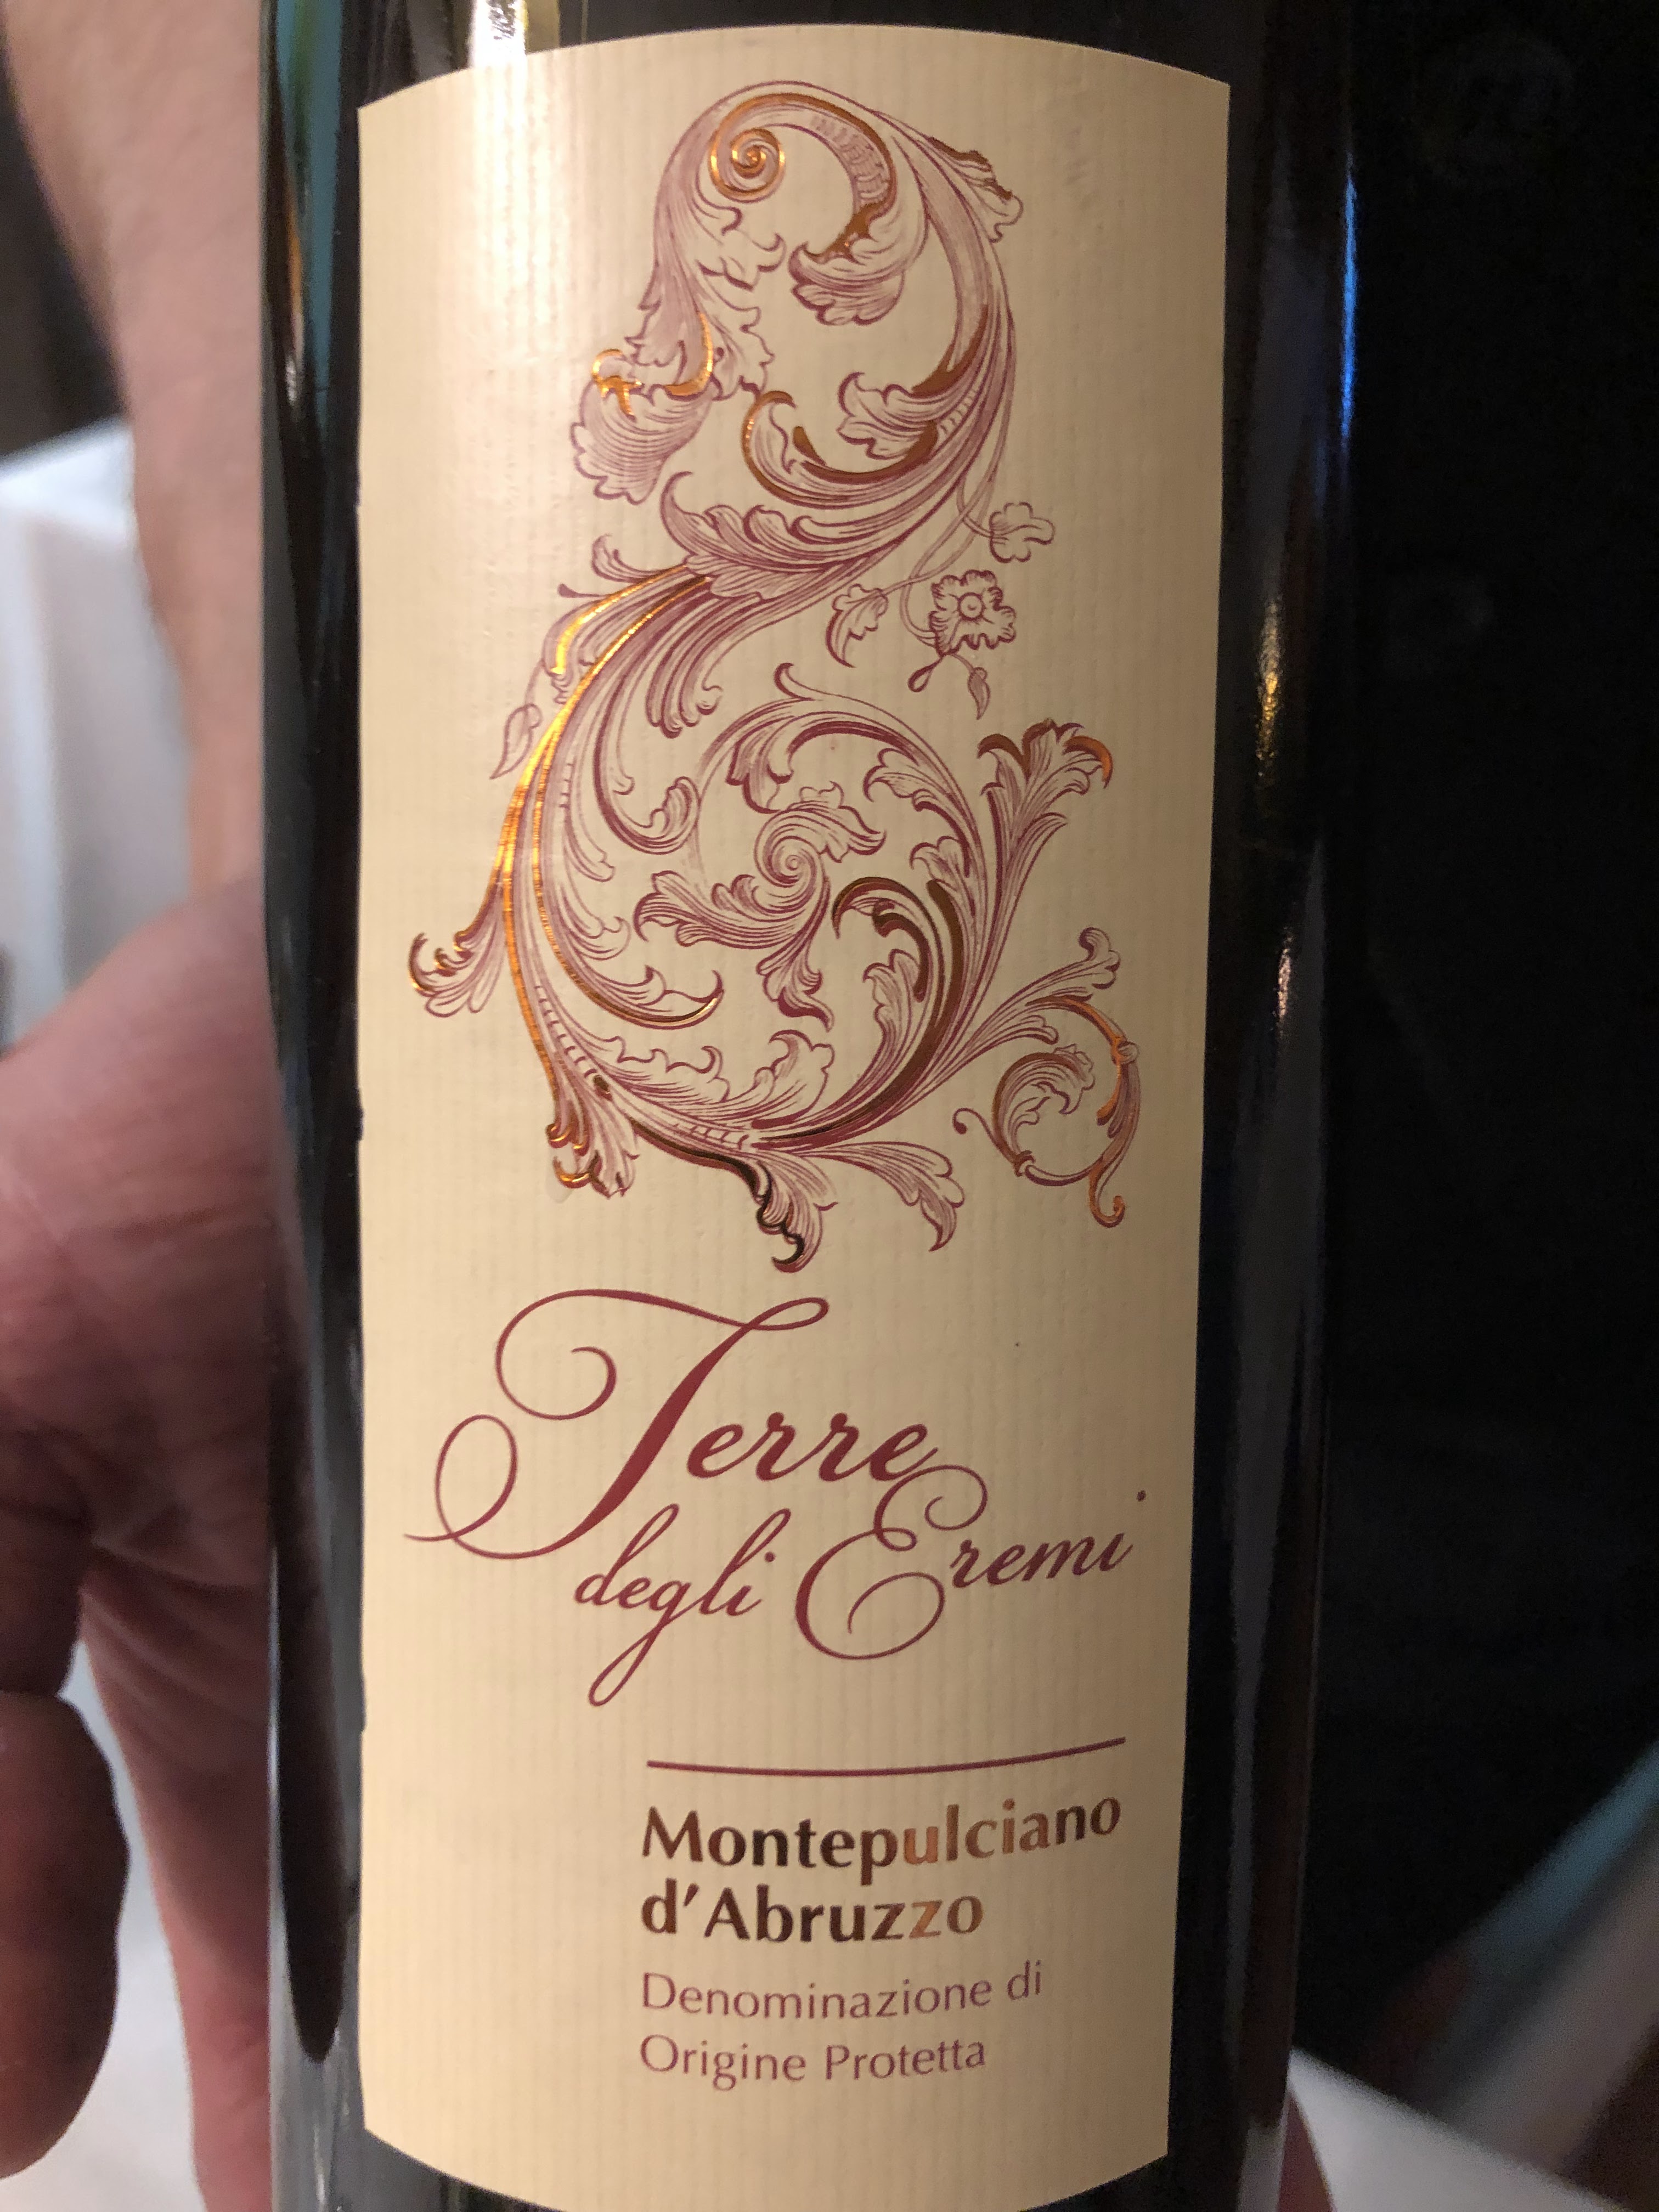 Terre
degli Eremi
Montepulciano
d'Abruzzo
Denominazione di
Origine Protetta